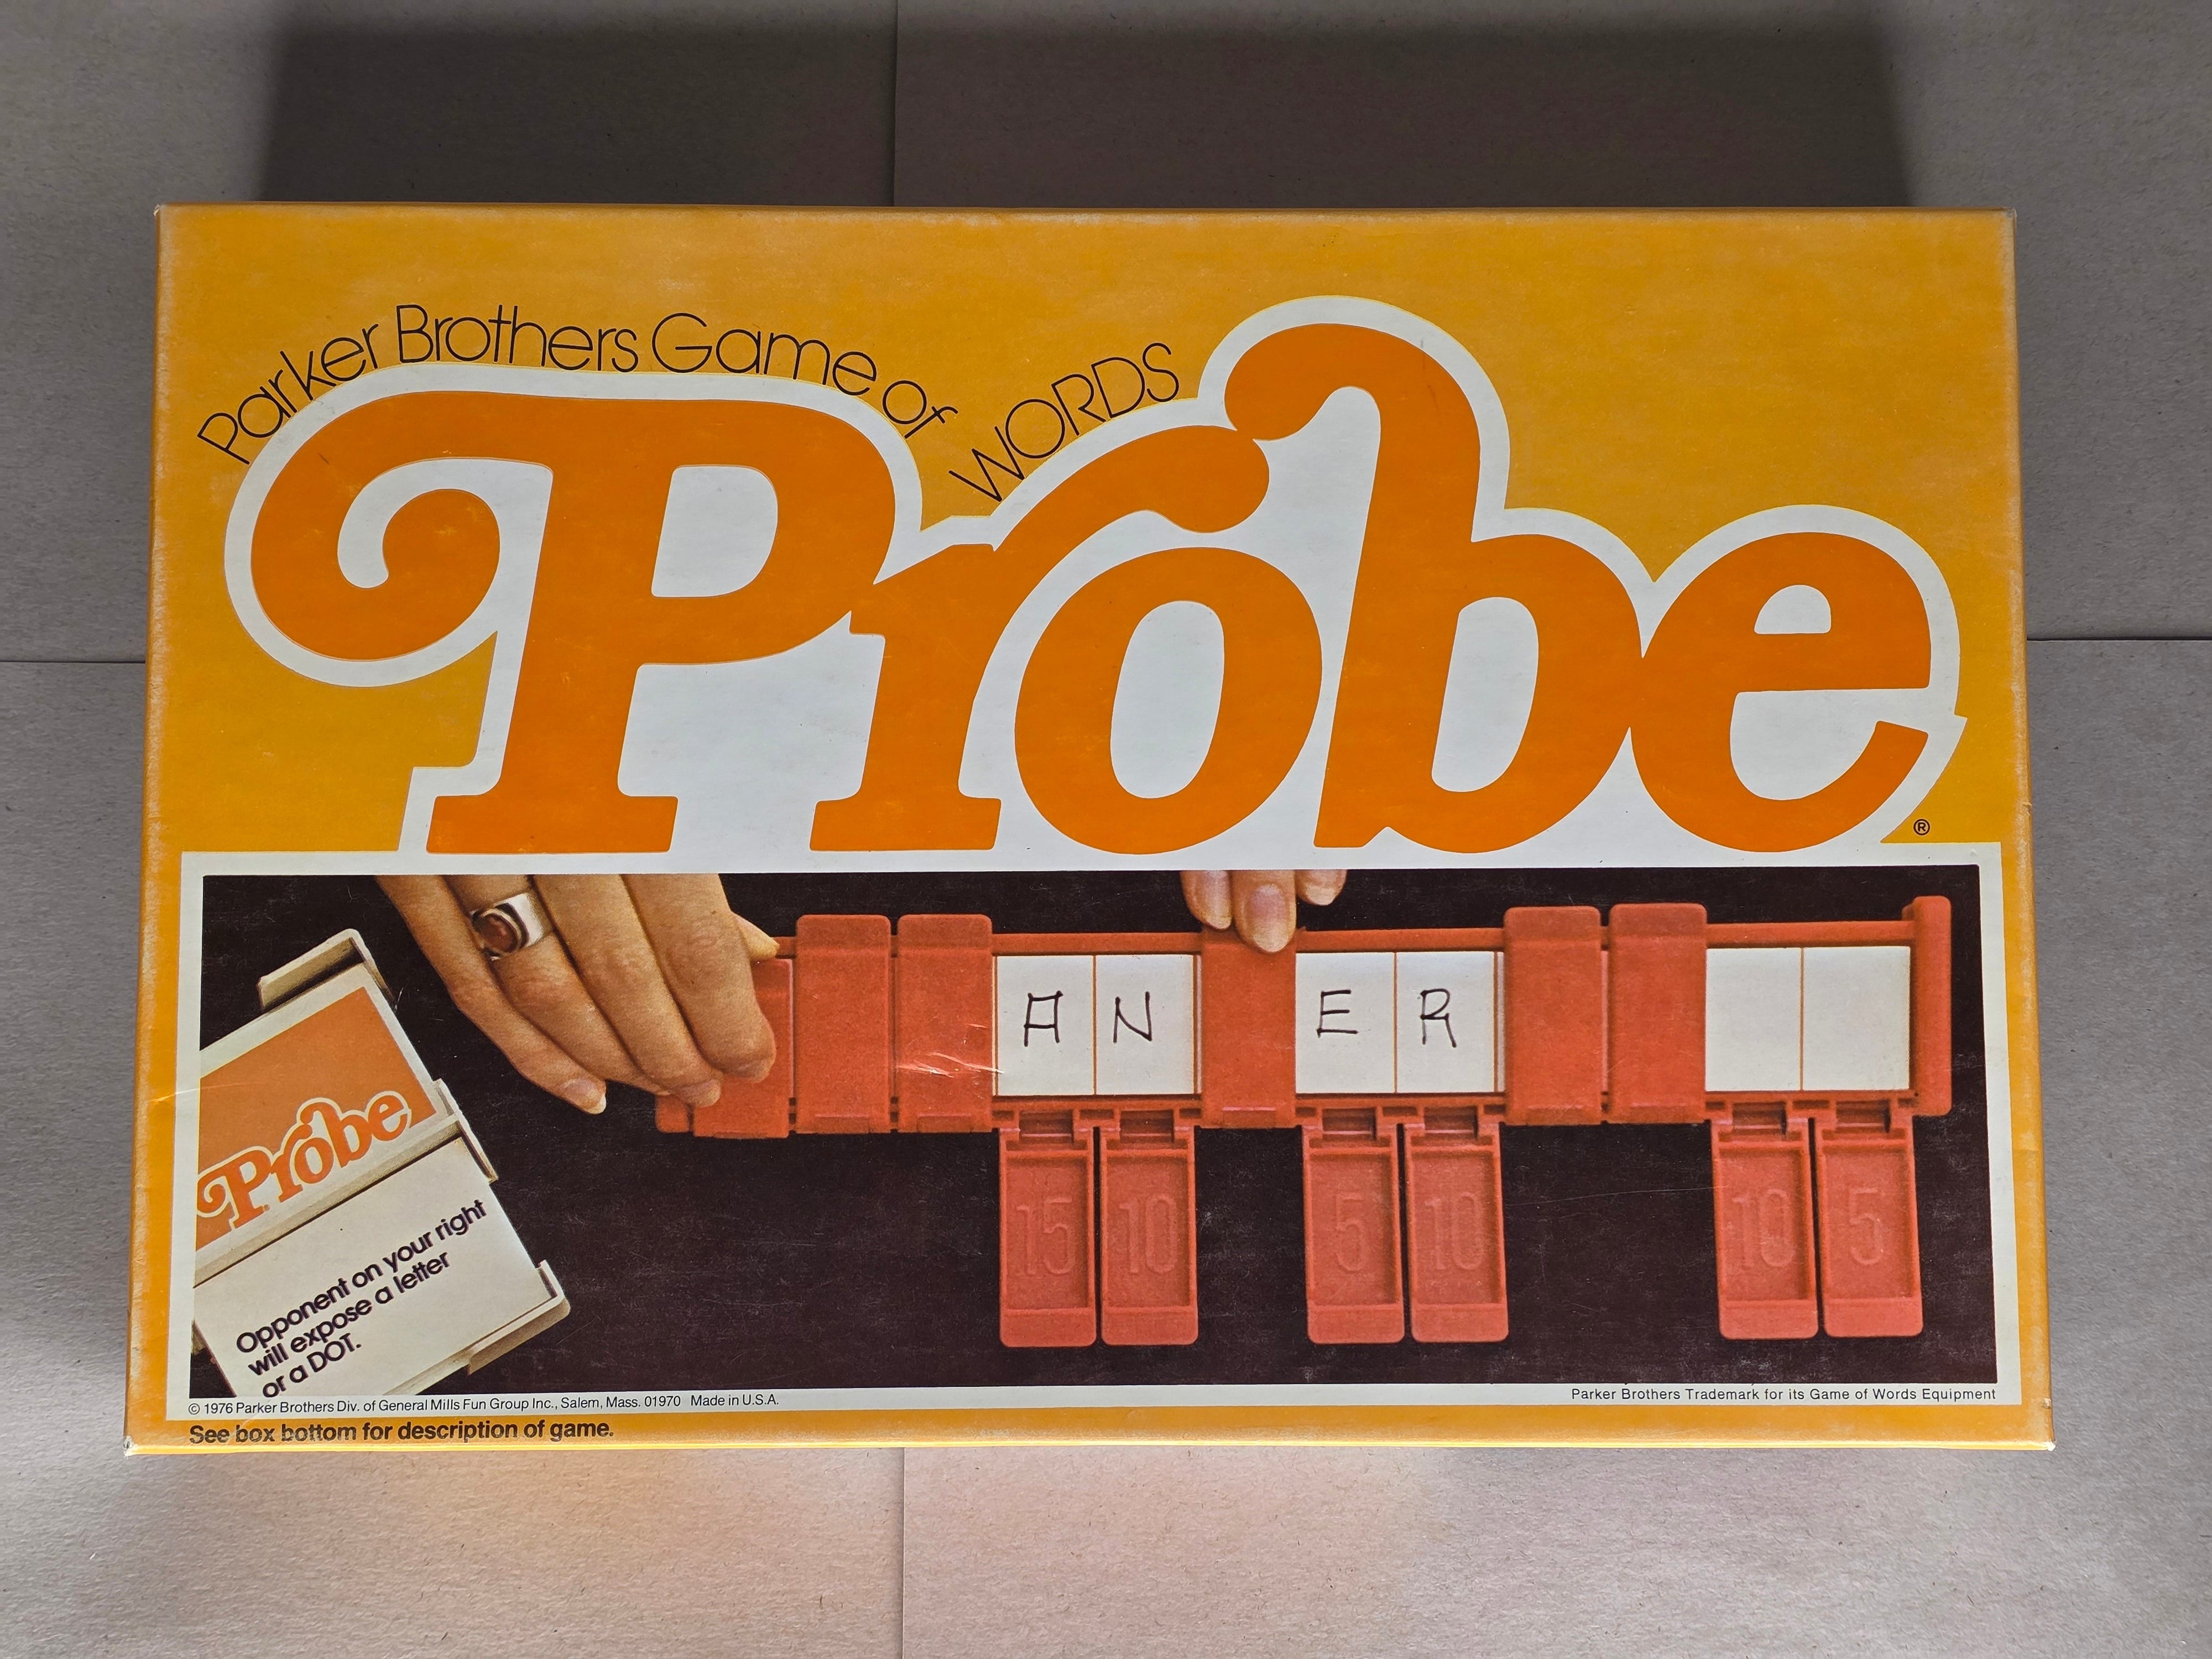 Parker Brothers Game of WORDS
Probe
®
A N E R
15 10 5 10 10 5
Probe
Opponent on your right
will expose a letter
or a DOT.
© 1976 Parker Brothers Div. of General Mills Fun Group Inc., Salem, Mass. 01970 Made in U.S.A.
Parker Brothers Trademark for its Game of Words Equipment
See box bottom for description of game.